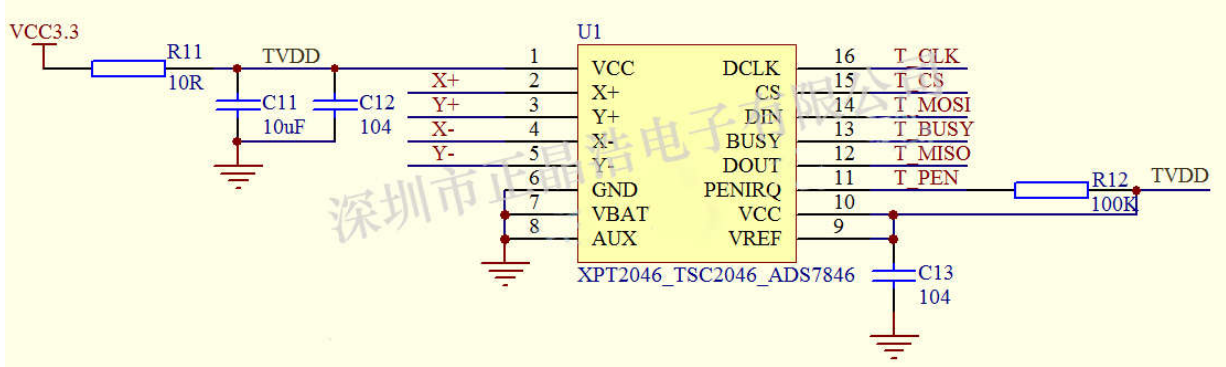 VCC3.3
R11
10R
TVDD
C11
10uF
C12
104
X+
Y+
X-
Y-
U1
1 VCC
2 X+
3 Y+
4 X-
5 Y-
6 GND
7 VBAT
8 AUX
DCLK 16 T_CLK
CS 15 T_CS
DIN 14 T_MOSI
BUSY 13 T_BUSY
DOUT 12 T_MISO
PENIRQ 11 T_PEN
VCC 10
VREF 9
XPT2046_TSC2046_ADS7846
R12
100K
TVDD
C13
104
深圳市正晶浩电子有限公司